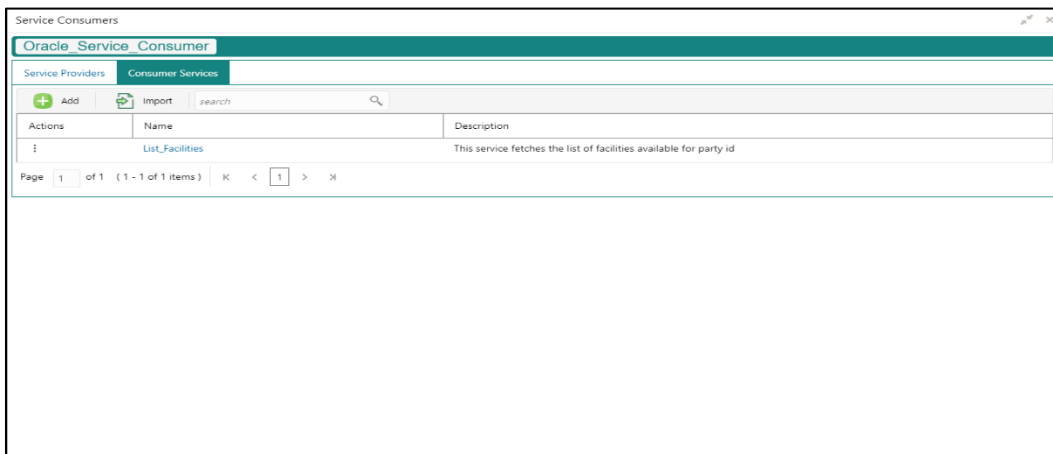 Service Consumers
Oracle_Service_Consumer
Service Providers Consumer Services
Add Import search
Actions Name Description
List_Facilities This service fetches the list of facilities available for party id
Page 1 of 1 (1 - 1 of 1 items) K < 1 > >|